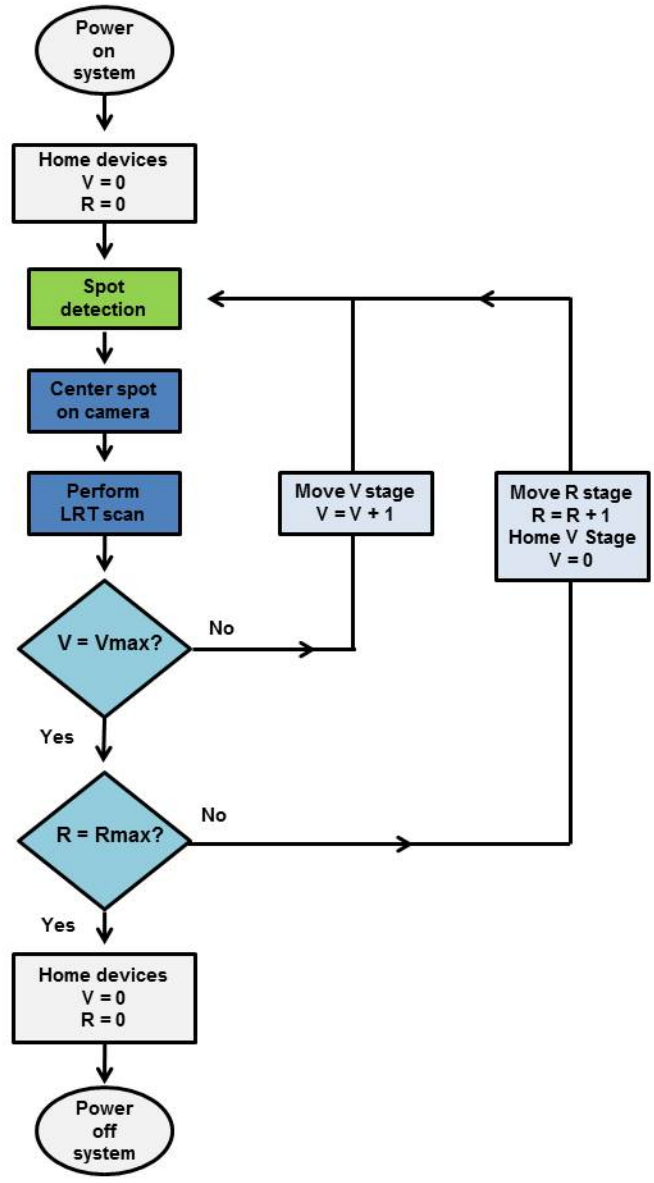 Power
on
system
Home devices
V = 0
R = 0
Spot
detection
Center spot
on camera
Perform
LRT scan
Move V stage
V = V + 1
Move R stage
R = R + 1
Home V Stage
V = 0
V = Vmax?
No
Yes
R = Rmax?
No
Yes
Home devices
V = 0
R = 0
Power
off
system